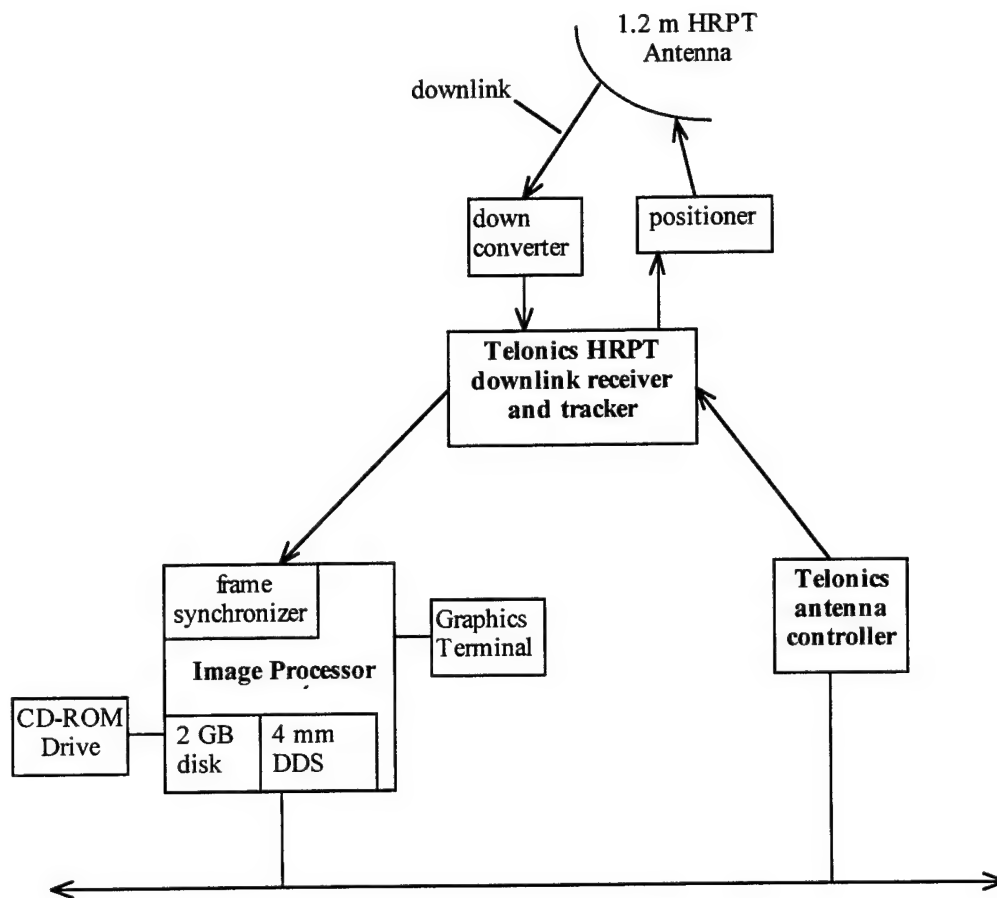 1.2 m HRPT
Antenna
downlink
down
converter
positioner
Telonics HRPT
downlink receiver
and tracker
frame
synchronizer
Image Processor
Graphics
Terminal
Telonics
antenna
controller
CD-ROM
Drive
2 GB
disk
4 mm
DDS